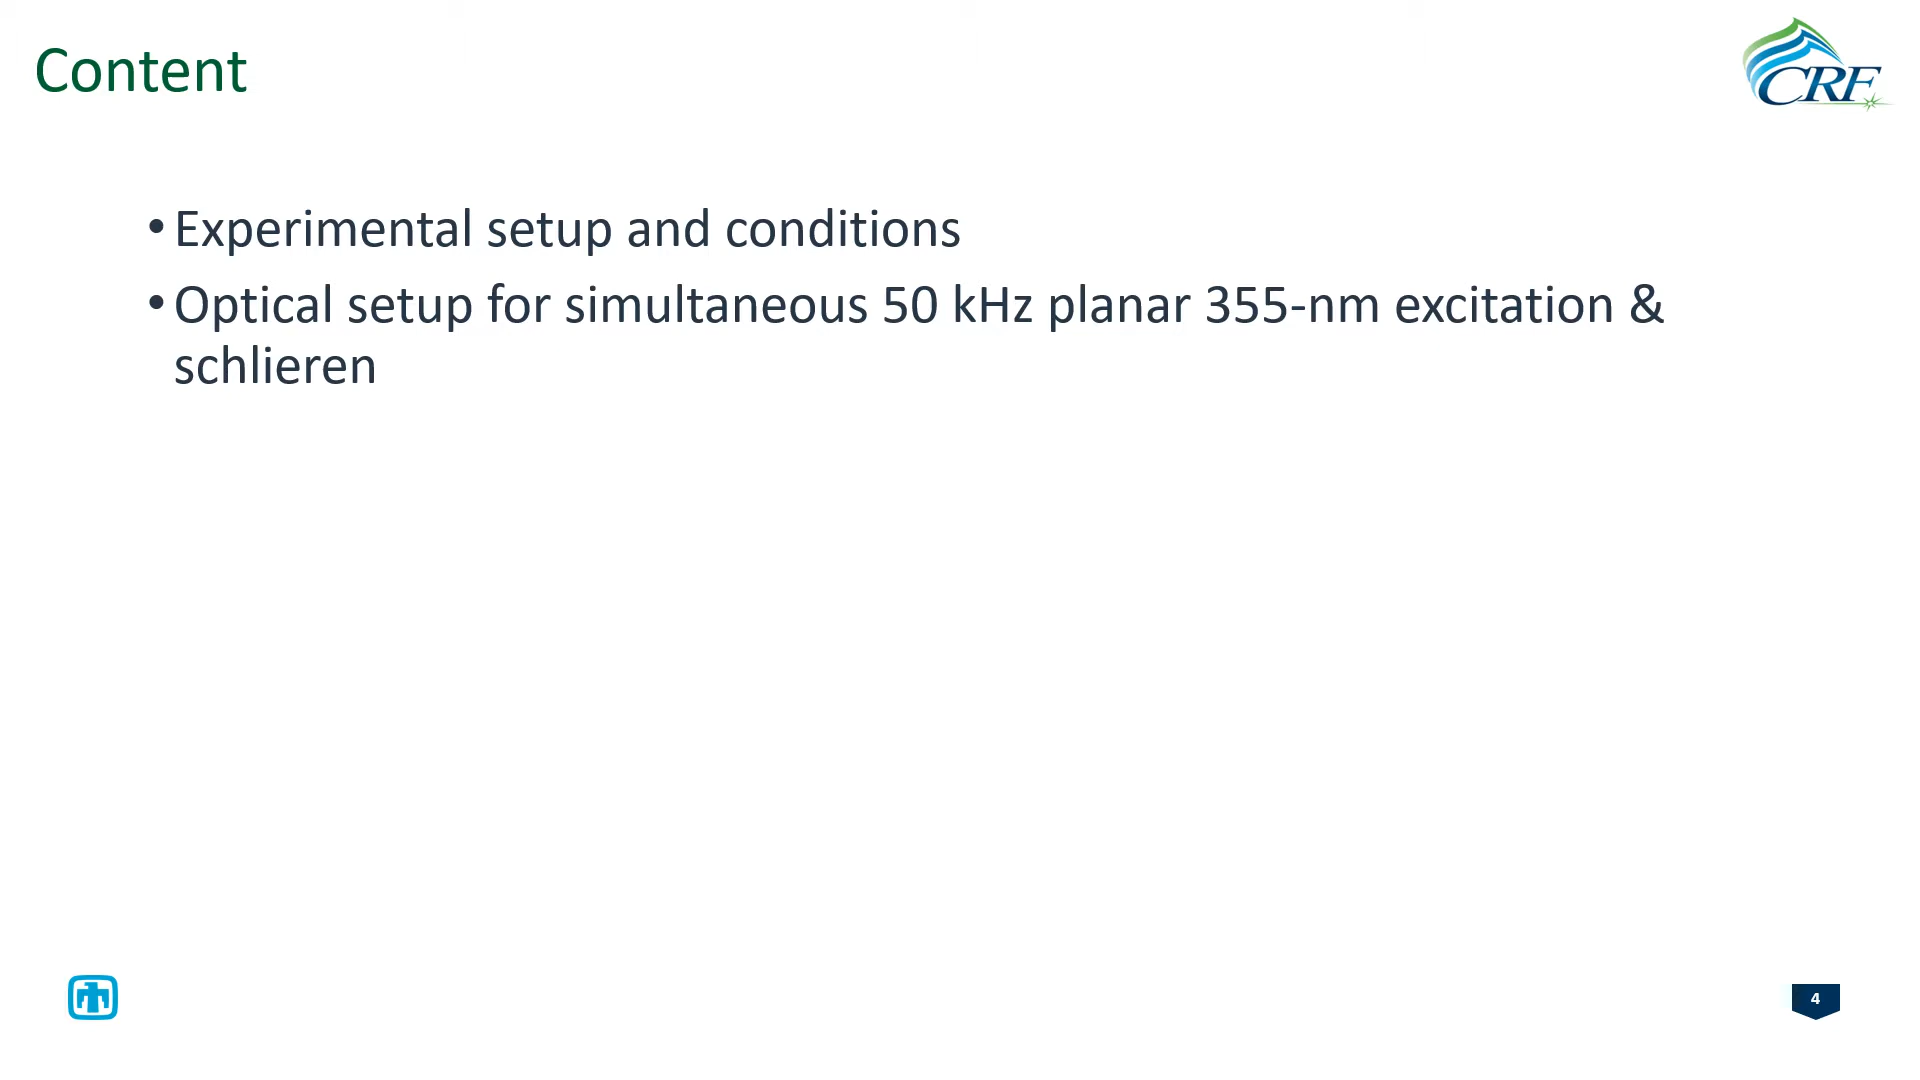 Content
CRF
• Experimental setup and conditions
• Optical setup for simultaneous 50 kHz planar 355-nm excitation &
schlieren
4